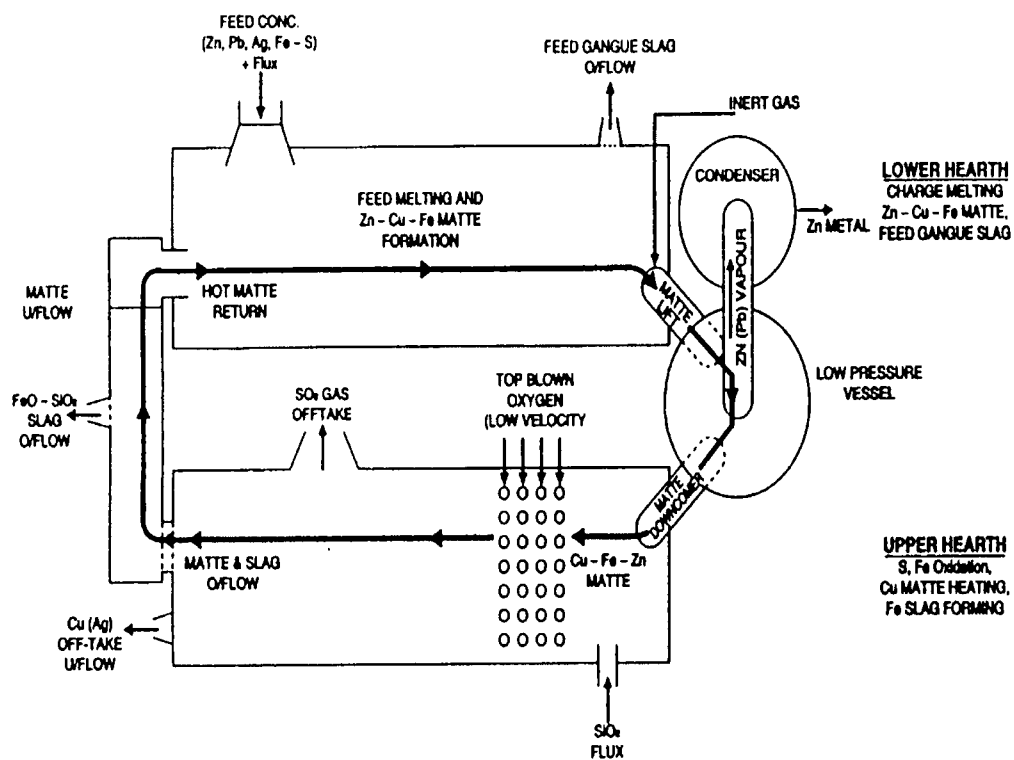 FEED CONC.
(Zn, Pb, Ag, Fe – S)
+ Flux
FEED GANGUE SLAG
O/FLOW
INERT GAS
CONDENSER
LOWER HEARTH
CHARGE MELTING
Zn – Cu – Fe MATTE,
FEED GANGUE SLAG
Zn METAL
FEED MELTING AND
Zn – Cu – Fe MATTE
FORMATION
ZN (Pb) VAPOUR
MATTE
U/FLOW
HOT MATTE
RETURN
MATTE
LIFT
LOW PRESSURE
VESSEL
FeO – SiO₂
SLAG
O/FLOW
SO₂ GAS
OFFTAKE
TOP BLOWN
OXYGEN
(LOW VELOCITY
MATTE
DOWNCOMER
MATTE & SLAG
O/FLOW
Cu – Fe – Zn
MATTE
UPPER HEARTH
S, Fe Oxidation,
Cu MATTE HEATING,
Fe SLAG FORMING
Cu (Ag)
OFF-TAKE
U/FLOW
SiO₂
FLUX